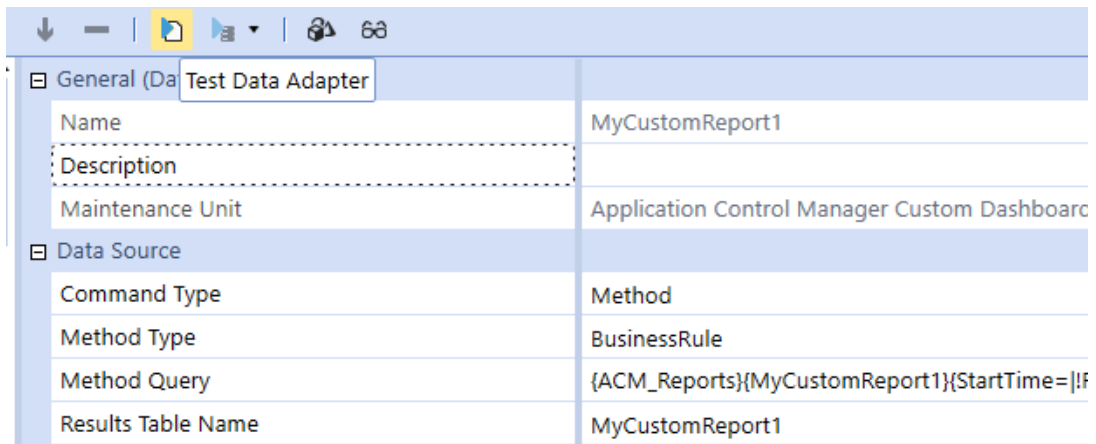 General (Da
Test Data Adapter
Name MyCustomReport1
Description
Maintenance Unit Application Control Manager Custom Dashboard
Data Source
Command Type Method
Method Type BusinessRule
Method Query {ACM_Reports}{MyCustomReport1}{StartTime=|!
Results Table Name MyCustomReport1